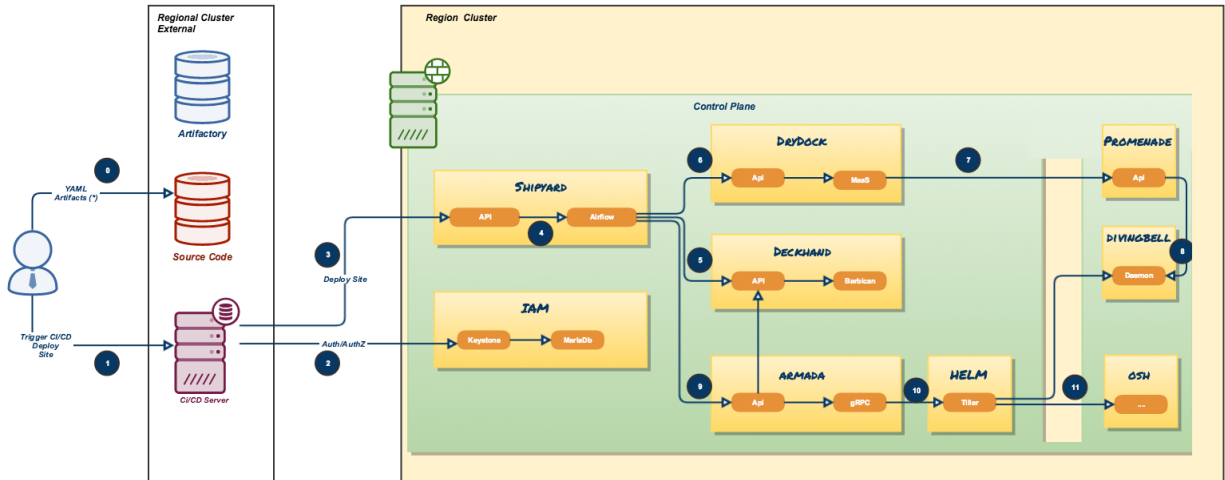 Regional Cluster
External
Region Cluster
Artifactory
Control Plane
DRYDOCK
PROMENADE
0
6
7
YAML
Artifacts (*)
Api
MaaS
Api
SHIPYARD
API
Airflow
4
Source Code
3
Deploy Site
DECKHAND
DIVINGBELL
5
8
API
Barbican
Daemon
IAM
Trigger CI/CD
Deploy
Site
Keystone
MariaDb
Auth/AuthZ
1
2
ARMADA
HELM
OSH
9
10
11
Api
gRPC
Tiller
....
CI/CD Server